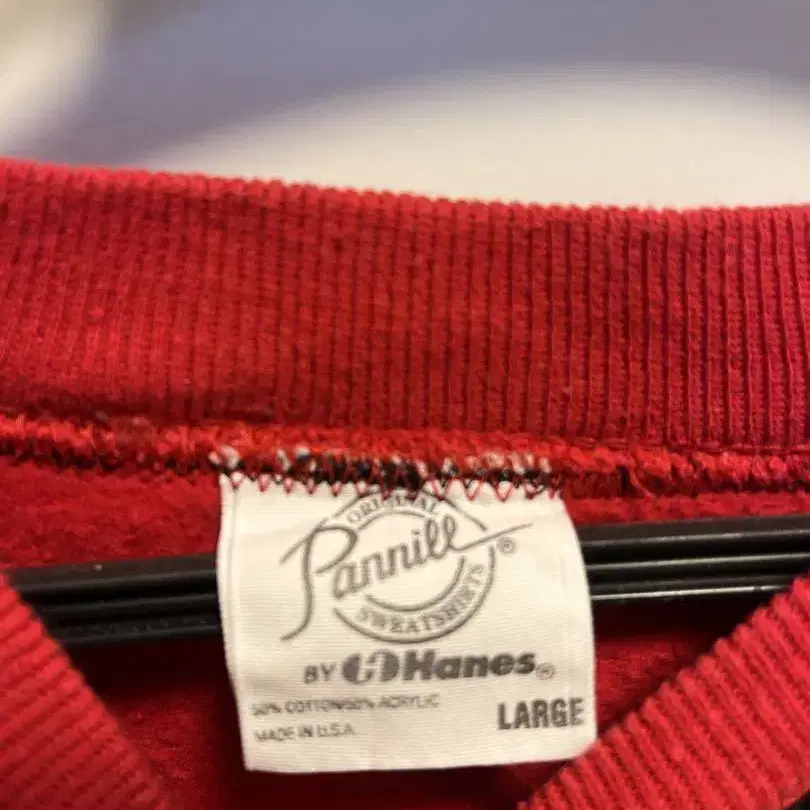 ORIGINAL
Pannill®
SWEATSHIRTS
BY Hanes®
50% COTTON/50% ACRYLIC
MADE IN U.S.A.
LARGE